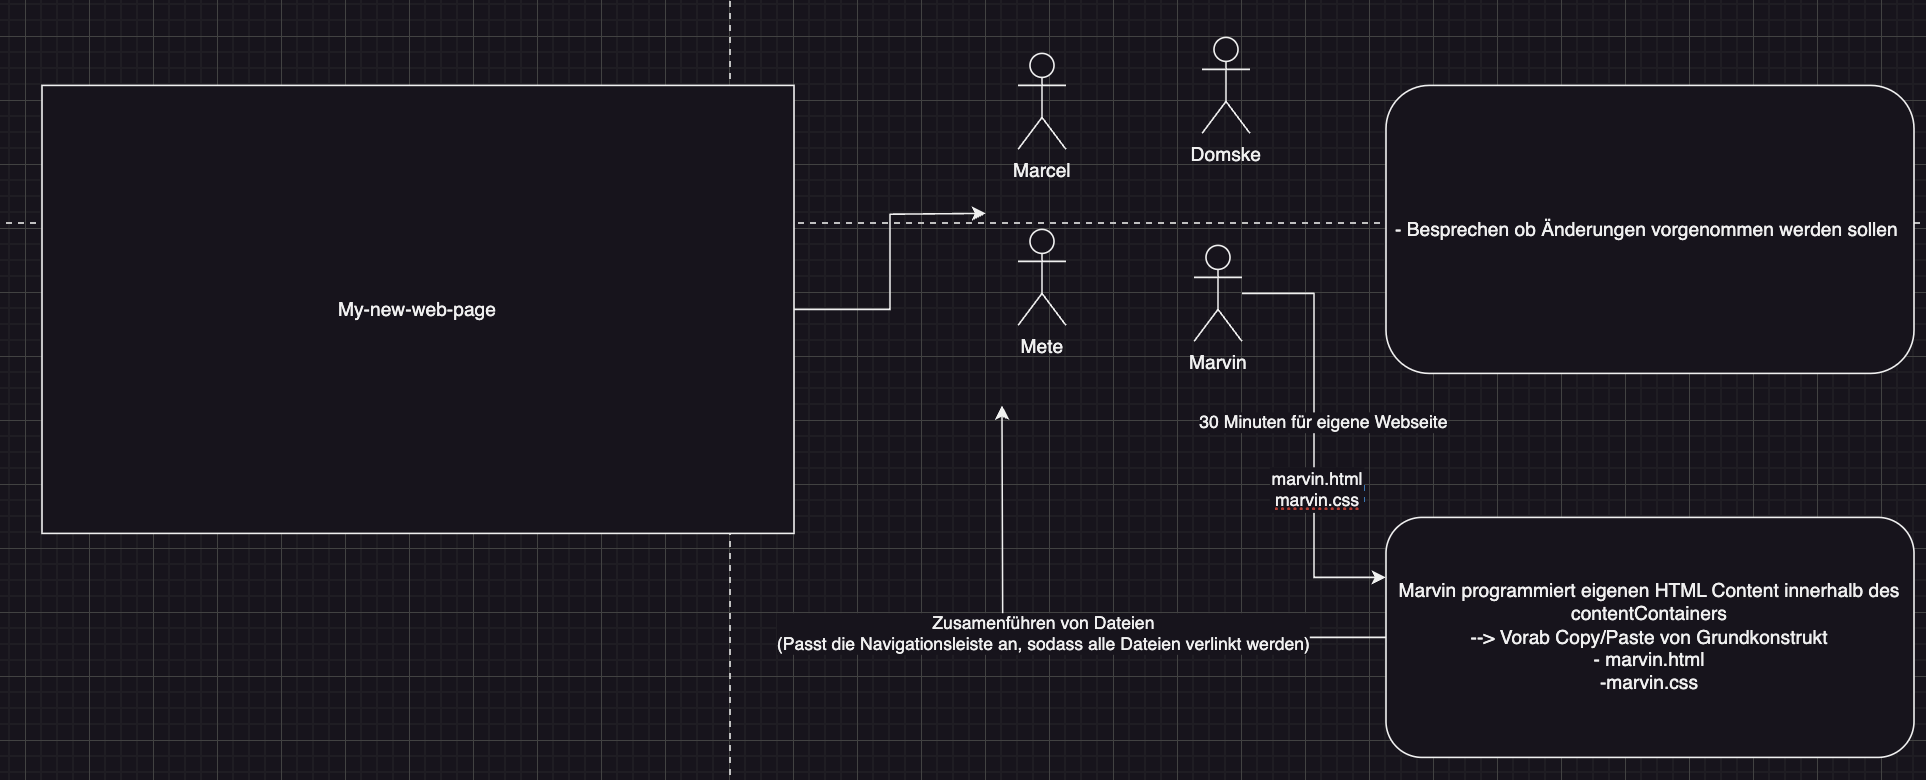 My-new-web-page
Marcel
Domske
Mete
Marvin
- Besprechen ob Änderungen vorgenommen werden sollen
30 Minuten für eigene Webseite
marvin.html
marvin.css
Marvin programmiert eigenen HTML Content innerhalb des
contentContainers
--> Vorab Copy/Paste von Grundkonstrukt
- marvin.html
-marvin.css
Zusamenführen von Dateien
(Passt die Navigationsleiste an, sodass alle Dateien verlinkt werden)